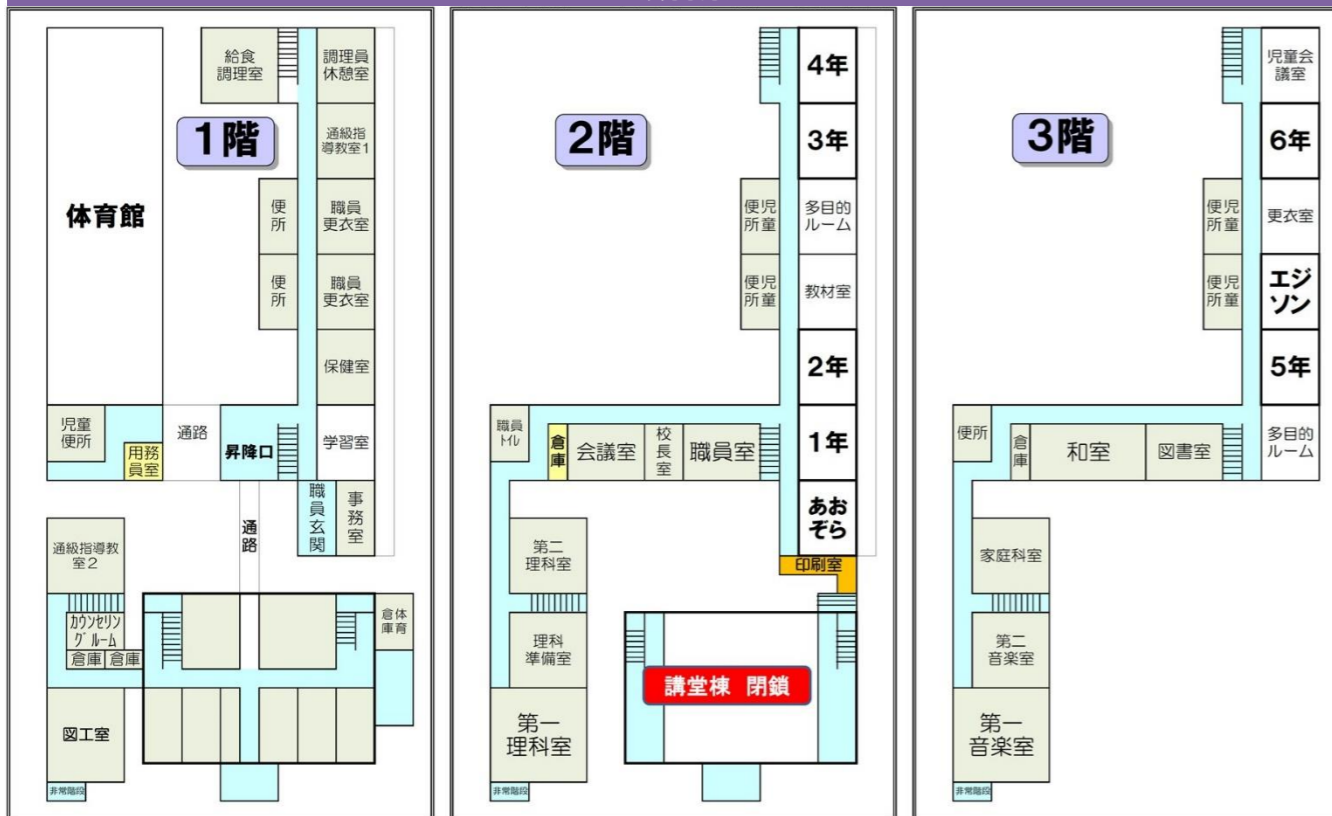 給食
調理室
調理員
休憩室
1階
通級指
導教室1
体育館
便
所
職員
更衣室
便
所
職員
更衣室
保健室
児童
便所
用務
員室
通路
昇降口
学習室
職
員
玄
関
事
務
室
通
路
通級指導教
室2
カウンセリン
グルーム
倉庫
倉庫
倉体
庫育
図工室
非常階段
2階
4年
3年
便児
所童
多目的
ルーム
便児
所童
教材室
2年
職員
トイレ
倉
庫
会議室
校
長
室
職員室
1年
あお
ぞら
印刷室
第二
理科室
理科
準備室
講堂棟 閉鎖
第一
理科室
非常階段
3階
児童会
議室
6年
便児
所童
更衣室
便児
所童
エジ
ソン
5年
便所
倉
庫
和室
図書室
多目的
ルーム
家庭科室
第二
音楽室
第一
音楽室
非常階段